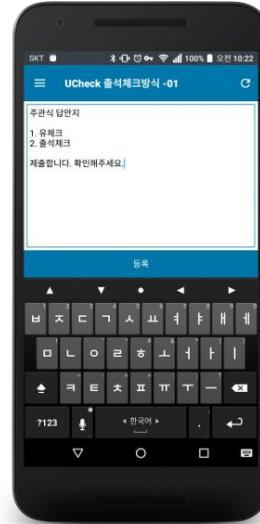 SKT 100% 오전 10:22
UCheck 출석체크방식 -01
주관식 답안지
1. 유체크
2. 출석체크
제출합니다. 확인해주세요.
등록
ㅂ ㅈ ㄷ ㄱ ㅅ ㅛ ㅕ ㅑ ㅐ ㅔ
ㅁ ㄴ ㅇ ㄹ ㅎ ㅗ ㅓ ㅏ ㅣ
ㅋ ㅌ ㅊ ㅍ ㅠ ㅜ ㅡ
?123 한국어 .